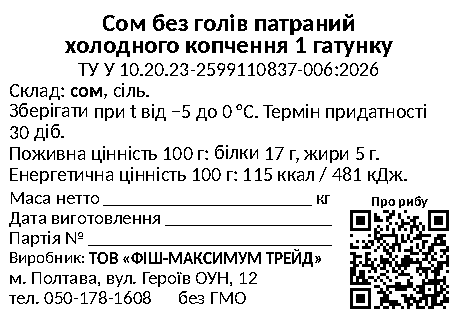 Сом без голів патраний
холодного копчення 1 гатунку
ТУ У 10.20.23-2599110837-006:2026
Склад: сом, сіль.
Зберігати при t від −5 до 0 °C. Термін придатності
30 діб.
Поживна цінність 100 г: білки 17 г, жири 5 г.
Енергетична цінність 100 г: 115 ккал / 481 кДж.
Маса нетто ________________________ кг
Про рибу
Дата виготовлення ___________________
Партія № ____________________________
Виробник: ТОВ «ФІШ-МАКСИМУМ ТРЕЙД»
м. Полтава, вул. Героїв ОУН, 12
тел. 050-178-1608 без ГМО